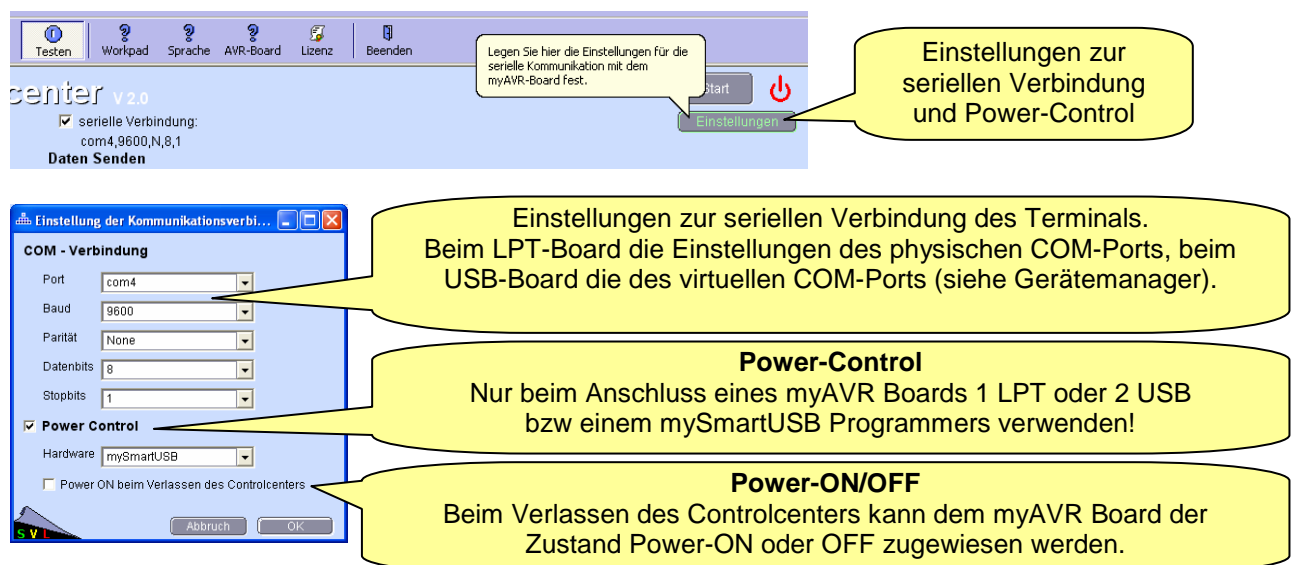 Testen Workpad Sprache AVR-Board Lizenz Beenden
Legen Sie hier die Einstellungen für die
serielle Kommunikation mit dem
myAVR-Board fest.
center V 2.0
Start
serielle Verbindung:
Einstellungen
com4,9600,N,8,1
Daten Senden
Einstellungen zur
seriellen Verbindung
und Power-Control
Einstellung der Kommunikationsverbi...
COM - Verbindung
Port com4
Baud 9600
Parität None
Datenbits 8
Stopbits 1
Power Control
Hardware mySmartUSB
Power ON beim Verlassen des Controlcenters
Abbruch OK
S V L
Einstellungen zur seriellen Verbindung des Terminals.
Beim LPT-Board die Einstellungen des physischen COM-Ports, beim
USB-Board die des virtuellen COM-Ports (siehe Gerätemanager).
Power-Control
Nur beim Anschluss eines myAVR Boards 1 LPT oder 2 USB
bzw einem mySmartUSB Programmers verwenden!
Power-ON/OFF
Beim Verlassen des Controlcenters kann dem myAVR Board der
Zustand Power-ON oder OFF zugewiesen werden.